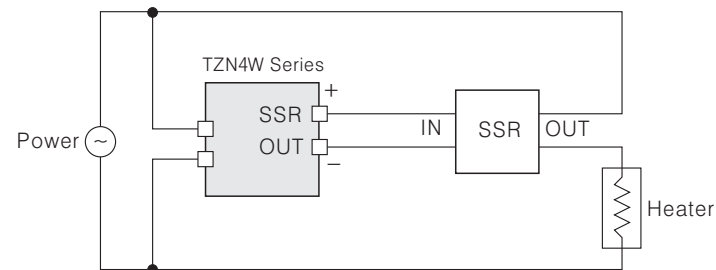 TZN4W Series
+
SSR
OUT
−
Power
~
IN
SSR
OUT
Heater